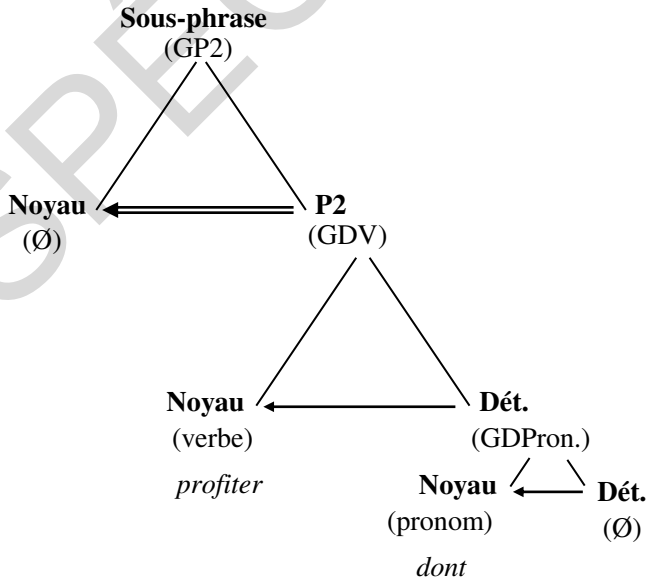 Sous-phrase
(GP2)
Noyau P2
(Ø) (GDV)
Noyau Dét.
(verbe) (GDPron.)
profiter Noyau Dét.
(pronom) (Ø)
dont